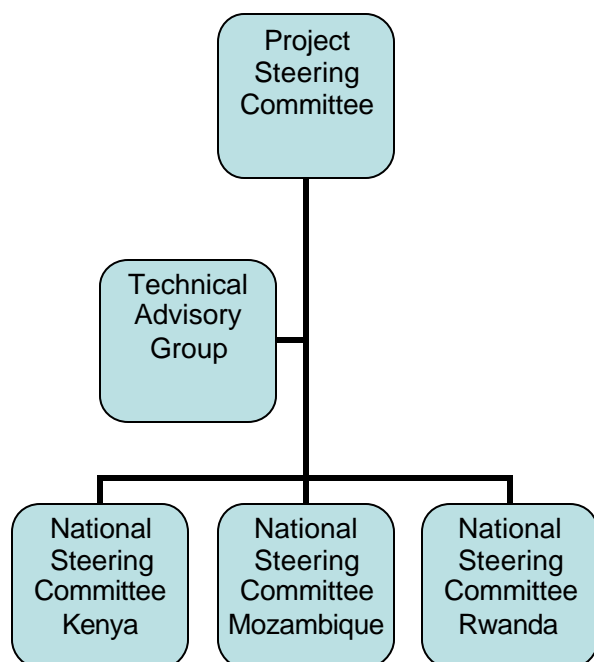 Project
Steering
Committee
Technical
Advisory
Group
National
Steering
Committee
Kenya
National
Steering
Committee
Mozambique
National
Steering
Committee
Rwanda